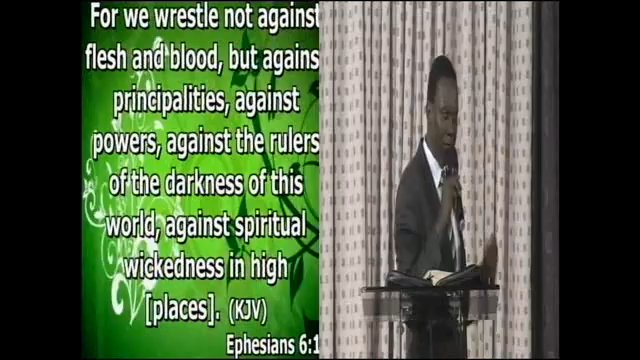 For we wrestle not against
flesh and blood, but agains
principalities, against
powers, against the rulers
of the darkness of this
world, against spiritual
wickedness in high
[places]. (KJV)
Ephesians 6:1